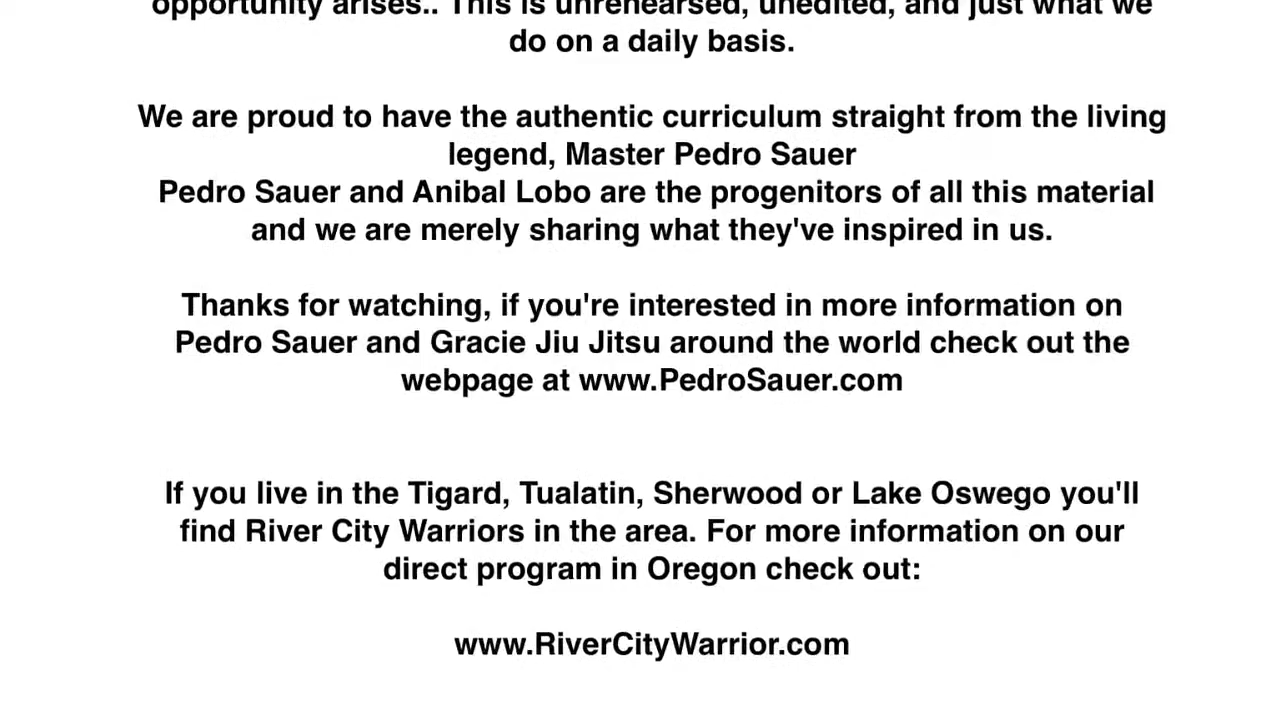 opportunity arises.. This is unrehearsed, unedited, and just what we
do on a daily basis.
We are proud to have the authentic curriculum straight from the living
legend, Master Pedro Sauer
Pedro Sauer and Anibal Lobo are the progenitors of all this material
and we are merely sharing what they've inspired in us.
Thanks for watching, if you're interested in more information on
Pedro Sauer and Gracie Jiu Jitsu around the world check out the
webpage at www.PedroSauer.com
If you live in the Tigard, Tualatin, Sherwood or Lake Oswego you'll
find River City Warriors in the area. For more information on our
direct program in Oregon check out:
www.RiverCityWarrior.com